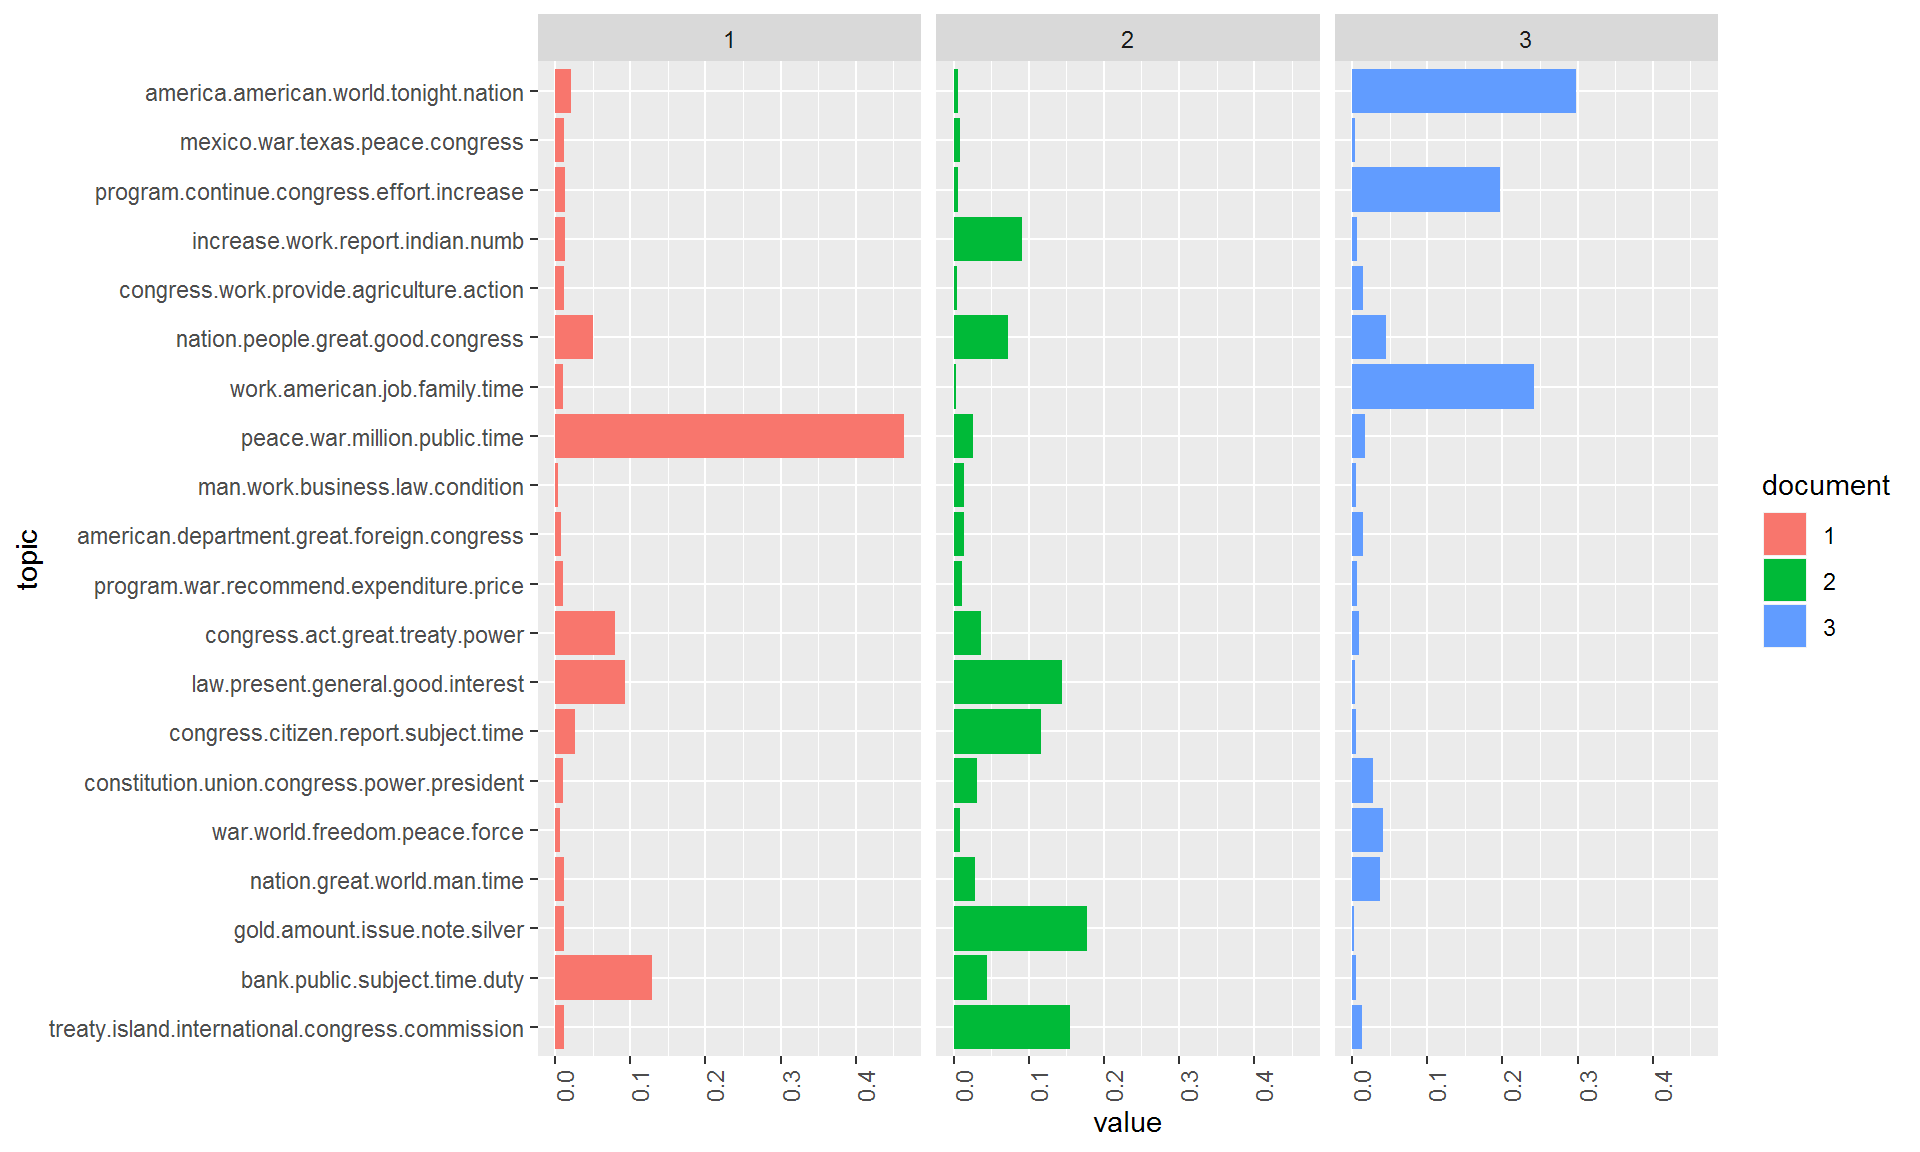 1
2
3
america.american.world.tonight.nation
mexico.war.texas.peace.congress
program.continue.congress.effort.increase
increase.work.report.indian.numb
congress.work.provide.agriculture.action
nation.people.great.good.congress
work.american.job.family.time
peace.war.million.public.time
man.work.business.law.condition
american.department.great.foreign.congress
program.war.recommend.expenditure.price
congress.act.great.treaty.power
law.present.general.good.interest
congress.citizen.report.subject.time
constitution.union.congress.power.president
war.world.freedom.peace.force
nation.great.world.man.time
gold.amount.issue.note.silver
bank.public.subject.time.duty
treaty.island.international.congress.commission
topic
0.0 0.1 0.2 0.3 0.4
0.0 0.1 0.2 0.3 0.4
0.0 0.1 0.2 0.3 0.4
value
document
1
2
3